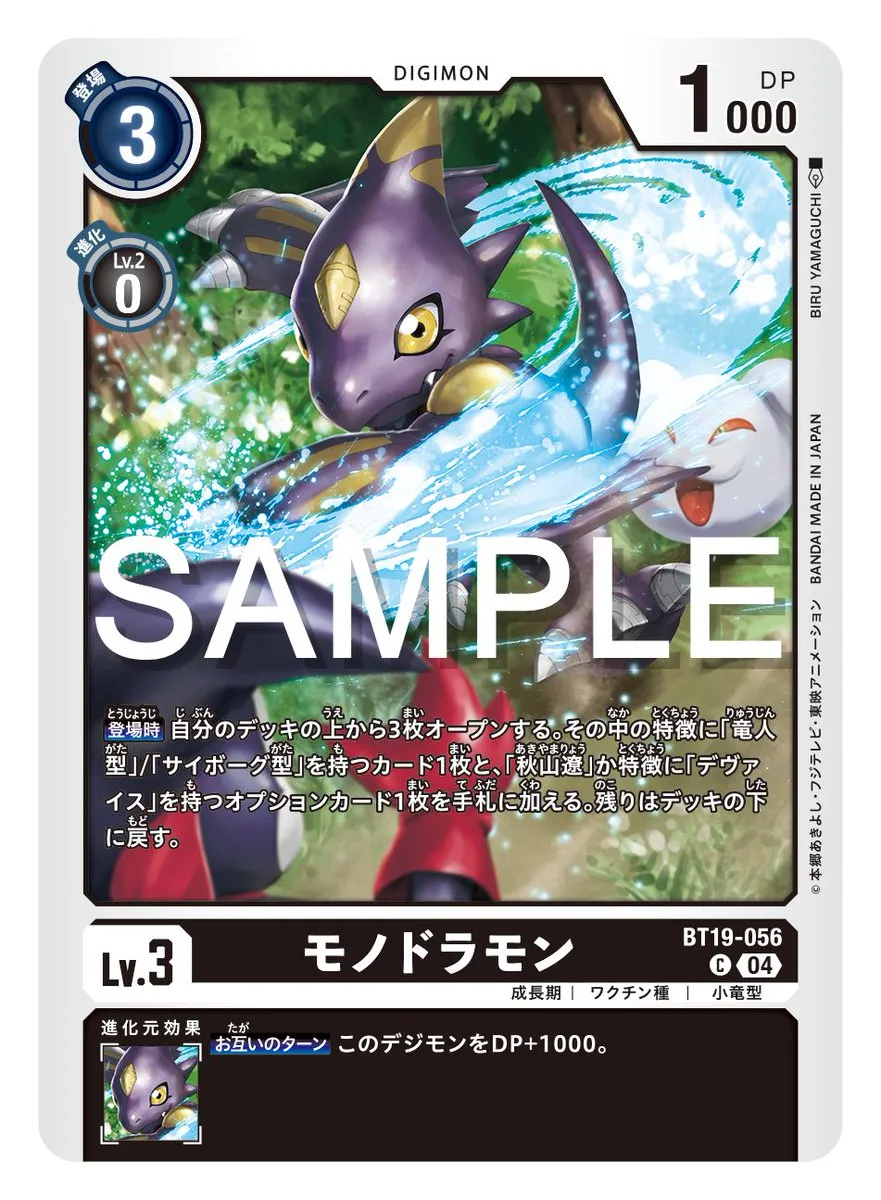 DIGIMON
登場
3
1000
DP
進化
Lv.2
0
BIRU YAMAGUCHI
BANDAI MADE IN JAPAN
© 本郷あきよし・フジテレビ・東映アニメーション
SAMPLE
登場時 自分のデッキの上から3枚オープンする。その中の特徴に「竜人
型」/「サイボーグ型」を持つカード1枚と、「秋山遼」か特徴に「デヴァ
イス」を持つオプションカード1枚を手札に加える。残りはデッキの下
に戻す。
Lv.3
モノドラモン
BT19-056
C 04
成長期 | ワクチン種 | 小竜型
進化元効果
お互いのターン このデジモンをDP+1000。